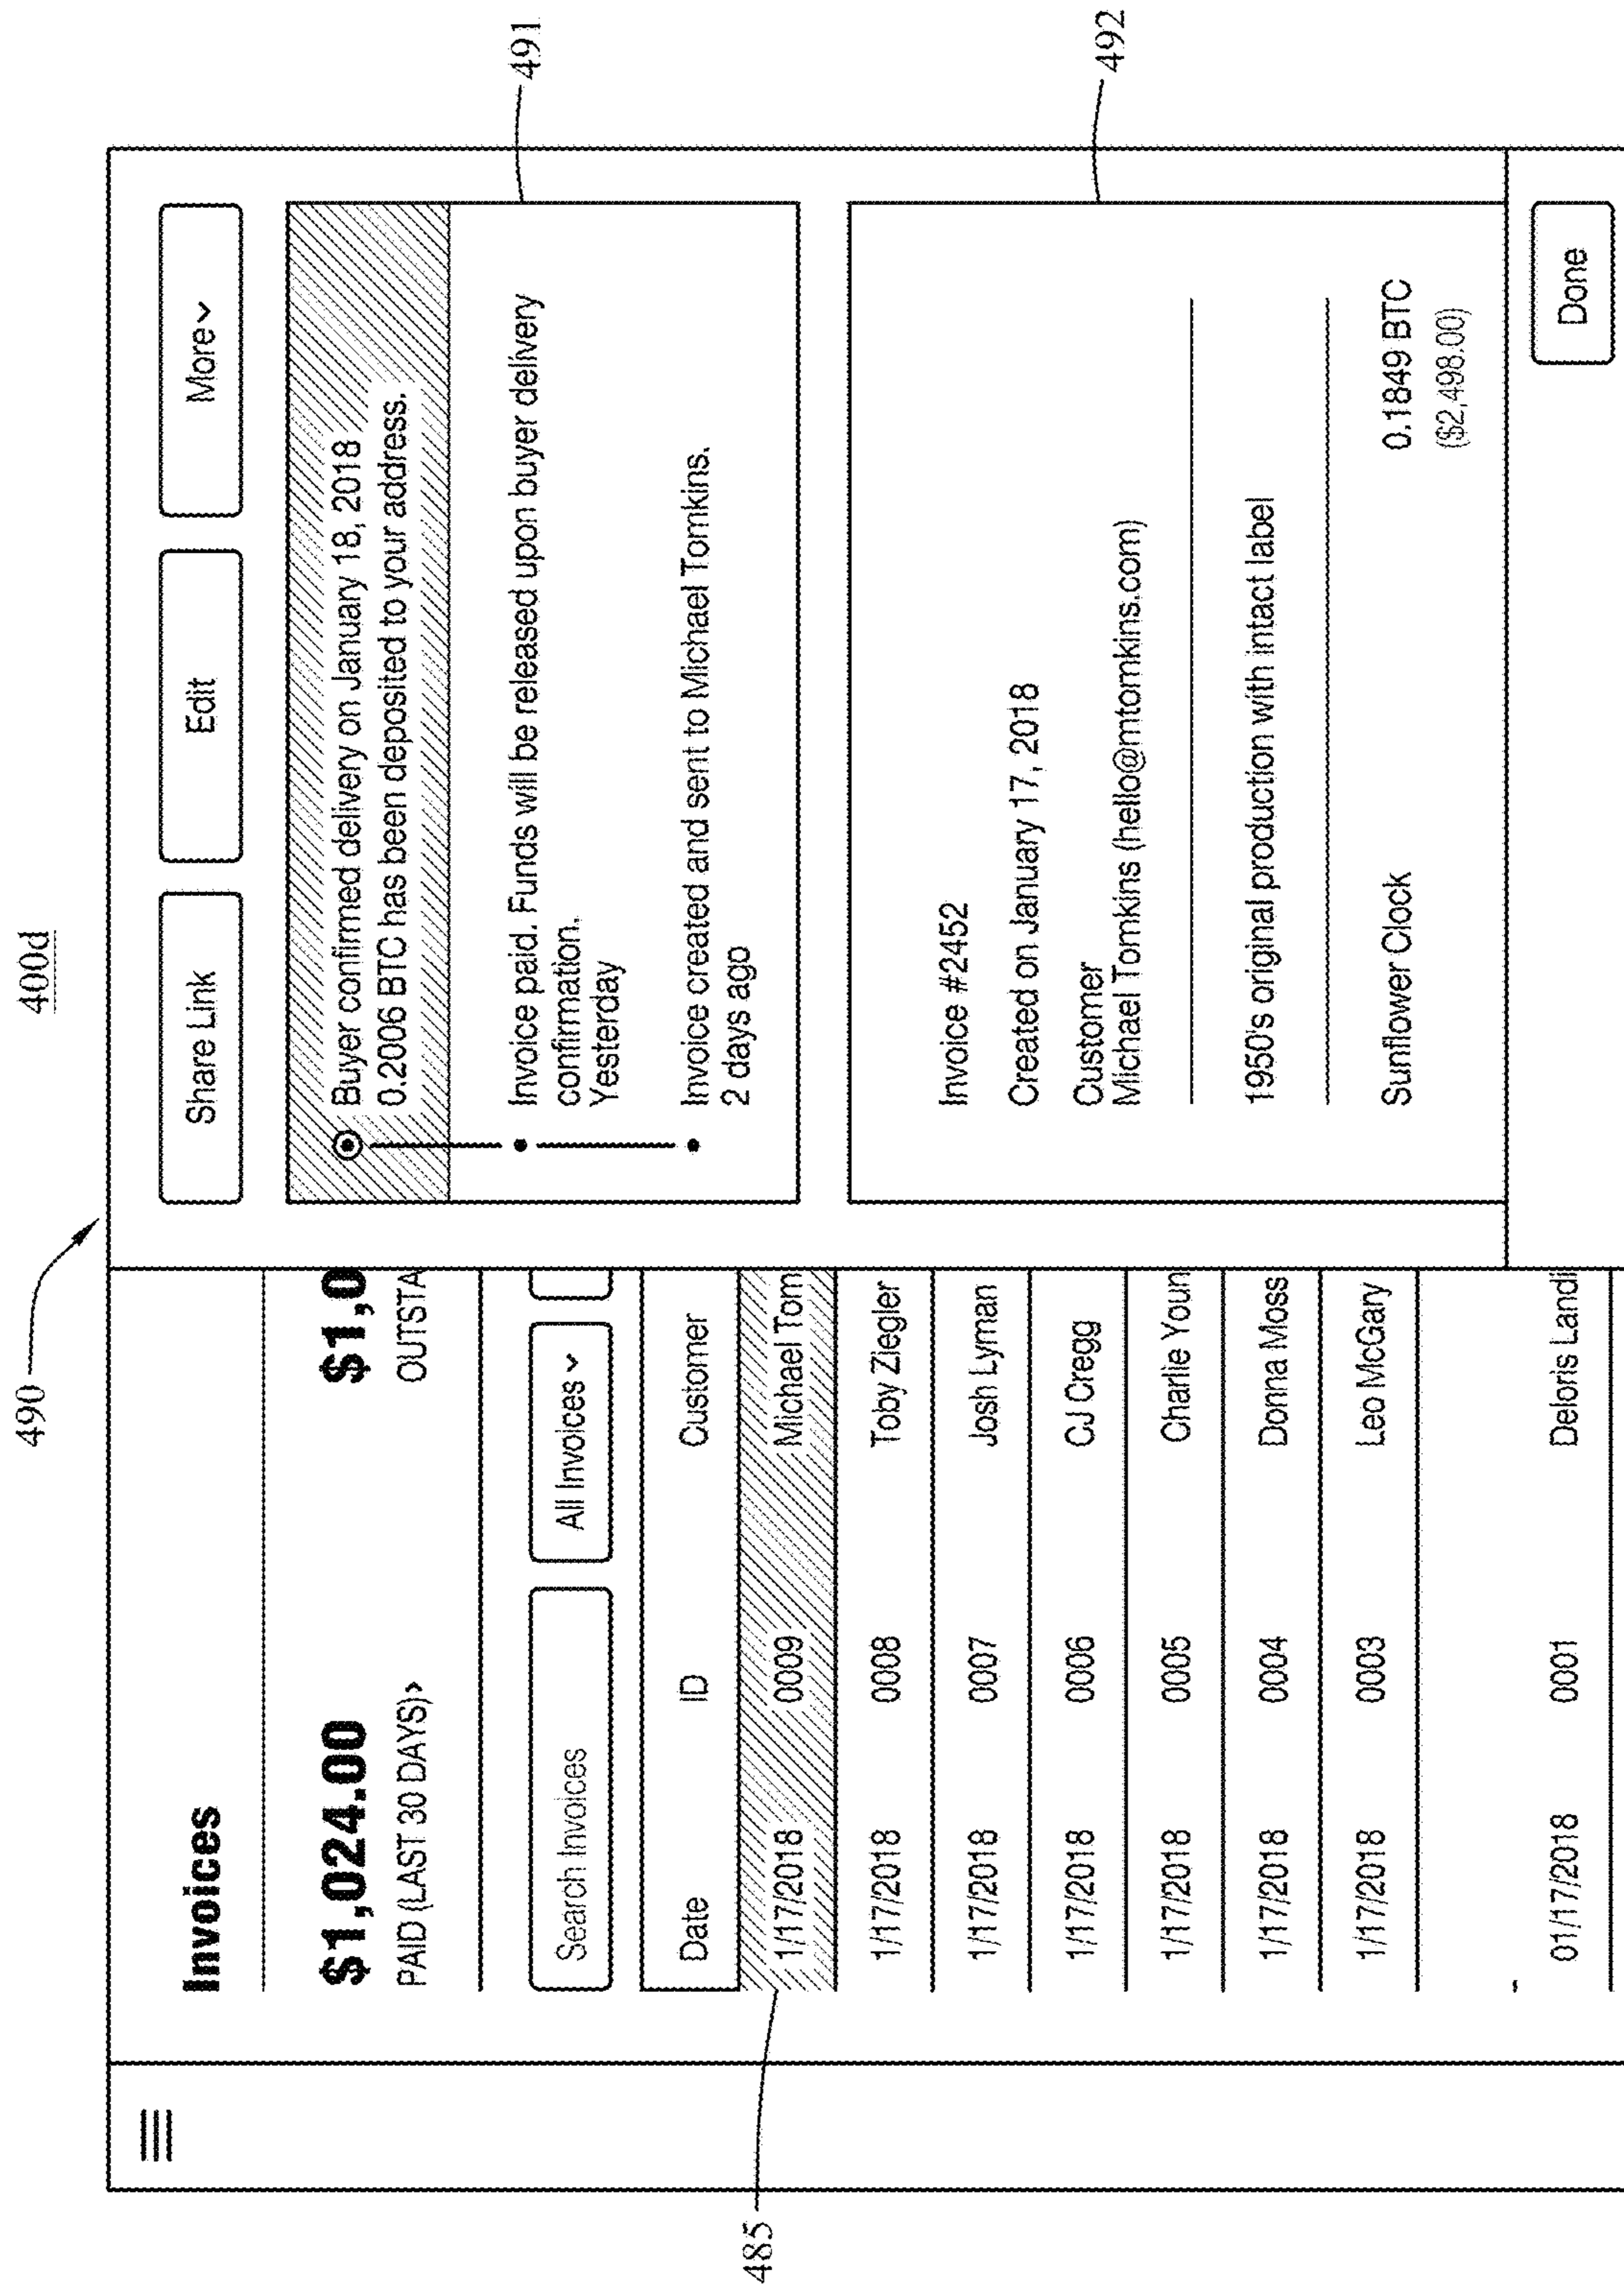 400d
490
Invoices
$1,024.00
PAID (LAST 30 DAYS)›
$1,0
OUTSTA
Search Invoices
All Invoices
Date ID Customer
1/17/2018 0009 Michael Tom
1/17/2018 0008 Toby Ziegler
1/17/2018 0007 Josh Lyman
1/17/2018 0006 CJ Cregg
1/17/2018 0005 Charlie Youn
1/17/2018 0004 Donna Moss
1/17/2018 0003 Leo McGary
01/17/2018 0001 Deloris Landi
485
Share Link
Edit
More
Buyer confirmed delivery on January 18, 2018
0.2006 BTC has been deposited to your address.
Invoice paid. Funds will be released upon buyer delivery
confirmation.
Yesterday
Invoice created and sent to Michael Tomkins.
2 days ago
491
Invoice #2452
Created on January 17, 2018
Customer
Michael Tomkins (hello@mtomkins.com)
1950's original production with intact label
Sunflower Clock 0.1849 BTC
($2,498.00)
492
Done